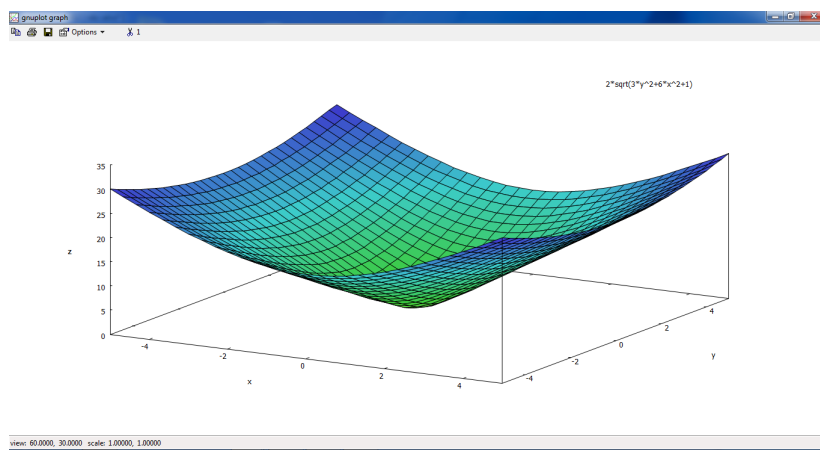 gnuplot graph
Options 1
2*sqrt(3*y^2+6*x^2+1)
35
30
25
20
15
10
5
0
z
-4
-2
0
2
4
x
-4
-2
0
2
4
y
view: 60.0000, 30.0000 scale: 1.00000, 1.00000